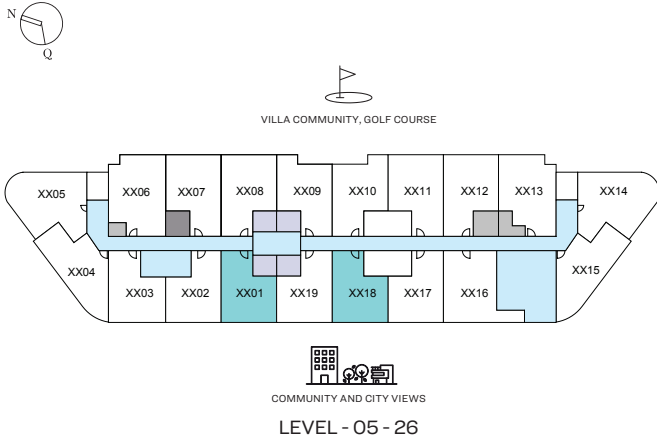 N
Q
VILLA COMMUNITY, GOLF COURSE
XX05 XX06 XX07 XX08 XX09 XX10 XX11 XX12 XX13 XX14
XX04 XX03 XX02 XX01 XX19 XX18 XX17 XX16 XX15
COMMUNITY AND CITY VIEWS
LEVEL - 05 - 26